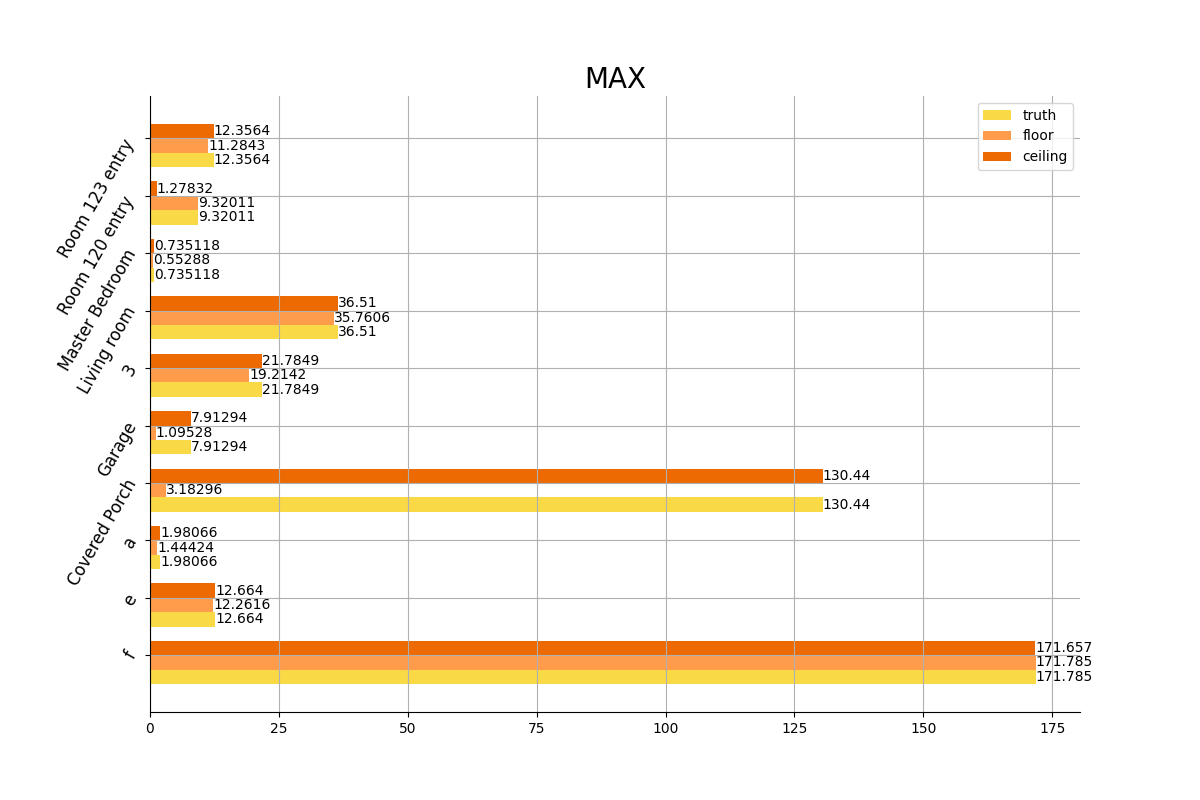 MAX
truth
floor
ceiling
Room 123 entry
12.3564
11.2843
12.3564
Room 120 entry
1.27832
9.32011
9.32011
Master Bedroom
0.735118
0.55288
0.735118
Living room
36.51
35.7606
36.51
3
21.7849
19.2142
21.7849
Garage
7.91294
1.09528
7.91294
Covered Porch
130.44
3.18296
130.44
a
1.98066
1.44424
1.98066
e
12.664
12.2616
12.664
f
171.657
171.785
171.785
0 25 50 75 100 125 150 175